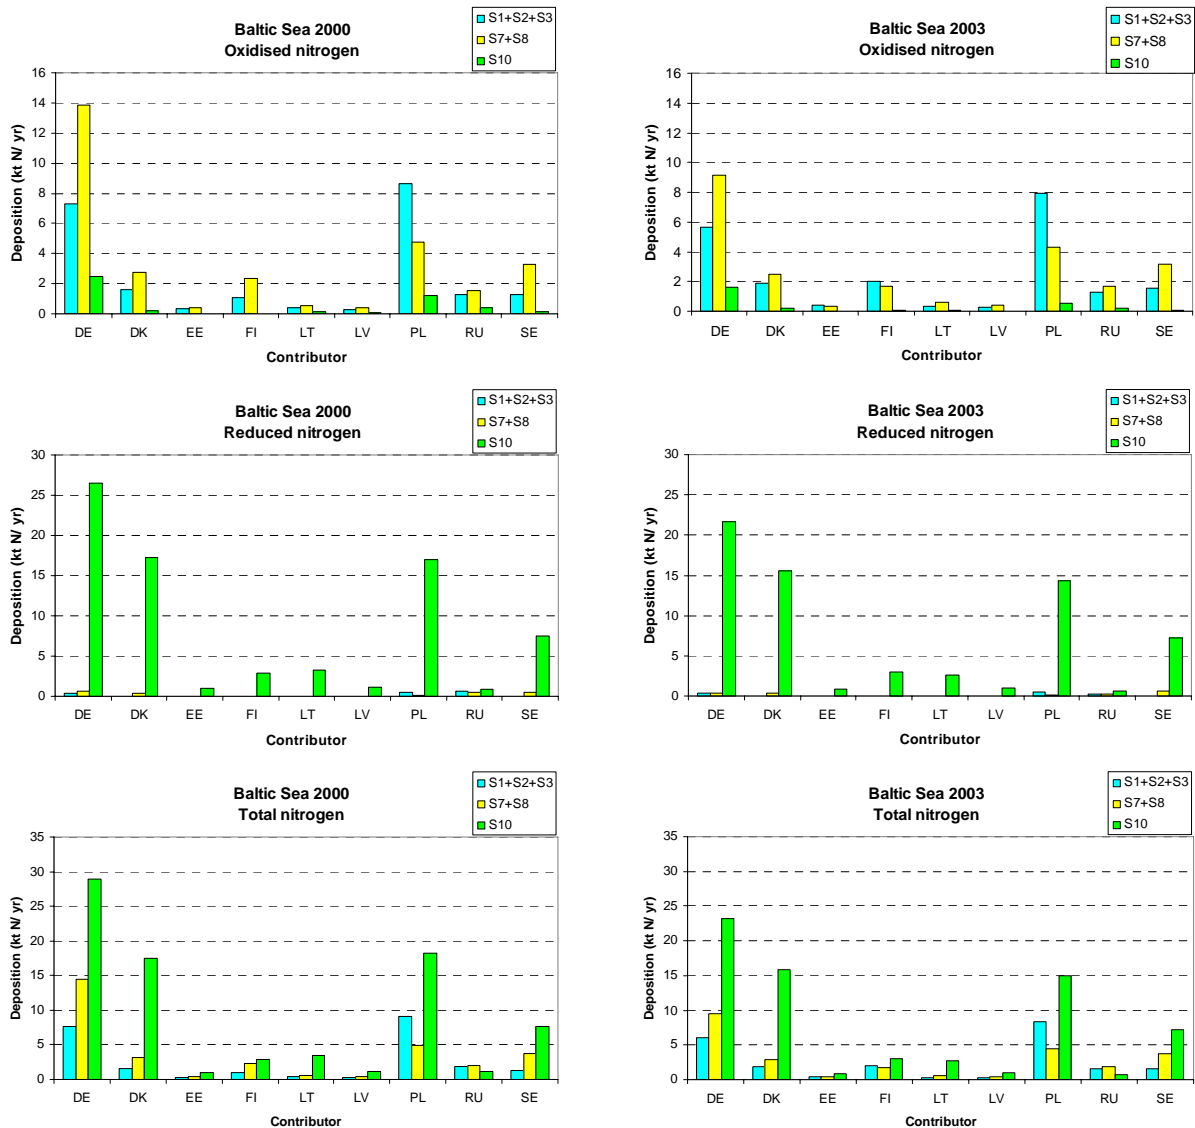 Baltic Sea 2000
Oxidised nitrogen
S1+S2+S3
S7+S8
S10
Deposition (kt N/ yr)
16
14
12
10
8
6
4
2
0
DE DK EE FI LT LV PL RU SE
Contributor
Baltic Sea 2003
Oxidised nitrogen
S1+S2+S3
S7+S8
S10
Deposition (kt N/ yr)
16
14
12
10
8
6
4
2
0
DE DK EE FI LT LV PL RU SE
Contributor
Baltic Sea 2000
Reduced nitrogen
S1+S2+S3
S7+S8
S10
Deposition (kt N/ yr)
30
25
20
15
10
5
0
DE DK EE FI LT LV PL RU SE
Contributor
Baltic Sea 2003
Reduced nitrogen
S1+S2+S3
S7+S8
S10
Deposition (kt N/ yr)
30
25
20
15
10
5
0
DE DK EE FI LT LV PL RU SE
Contributor
Baltic Sea 2000
Total nitrogen
S1+S2+S3
S7+S8
S10
Deposition (kt N/ yr)
35
30
25
20
15
10
5
0
DE DK EE FI LT LV PL RU SE
Contributor
Baltic Sea 2003
Total nitrogen
S1+S2+S3
S7+S8
S10
Deposition (kt N/ yr)
35
30
25
20
15
10
5
0
DE DK EE FI LT LV PL RU SE
Contributor